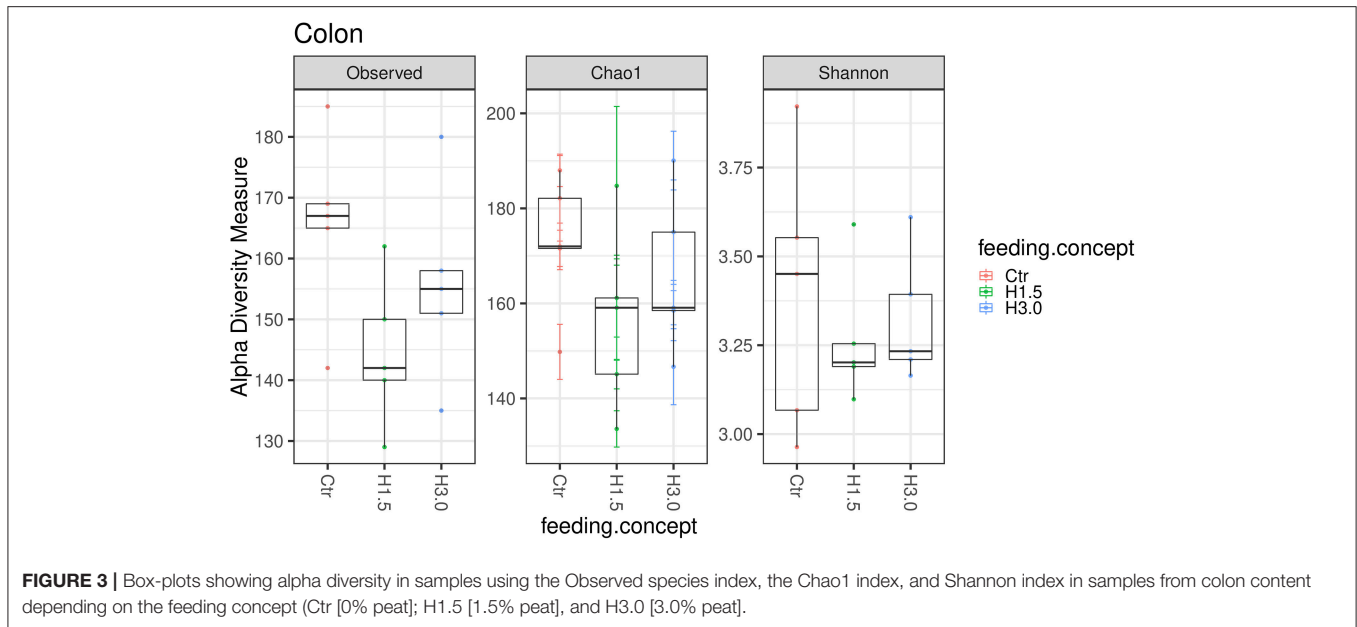 Colon
Observed
Chao1
Shannon
Alpha Diversity Measure
180
170
160
150
140
130
200
180
160
140
3.75
3.50
3.25
3.00
Ctr
H1.5
H3.0
Ctr
H1.5
H3.0
Ctr
H1.5
H3.0
feeding.concept
feeding.concept
Ctr
H1.5
H3.0
FIGURE 3 | Box-plots showing alpha diversity in samples using the Observed species index, the Chao1 index, and Shannon index in samples from colon content
depending on the feeding concept (Ctr [0% peat]; H1.5 [1.5% peat], and H3.0 [3.0% peat].